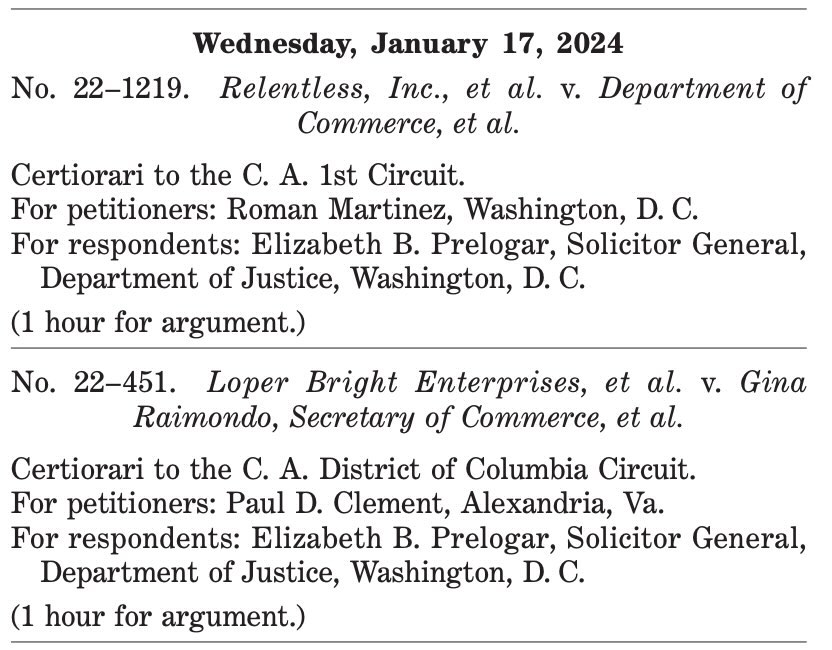 Wednesday, January 17, 2024
No. 22–1219. Relentless, Inc., et al. v. Department of
Commerce, et al.
Certiorari to the C. A. 1st Circuit.
For petitioners: Roman Martinez, Washington, D. C.
For respondents: Elizabeth B. Prelogar, Solicitor General,
Department of Justice, Washington, D. C.
(1 hour for argument.)
No. 22–451. Loper Bright Enterprises, et al. v. Gina
Raimondo, Secretary of Commerce, et al.
Certiorari to the C. A. District of Columbia Circuit.
For petitioners: Paul D. Clement, Alexandria, Va.
For respondents: Elizabeth B. Prelogar, Solicitor General,
Department of Justice, Washington, D. C.
(1 hour for argument.)